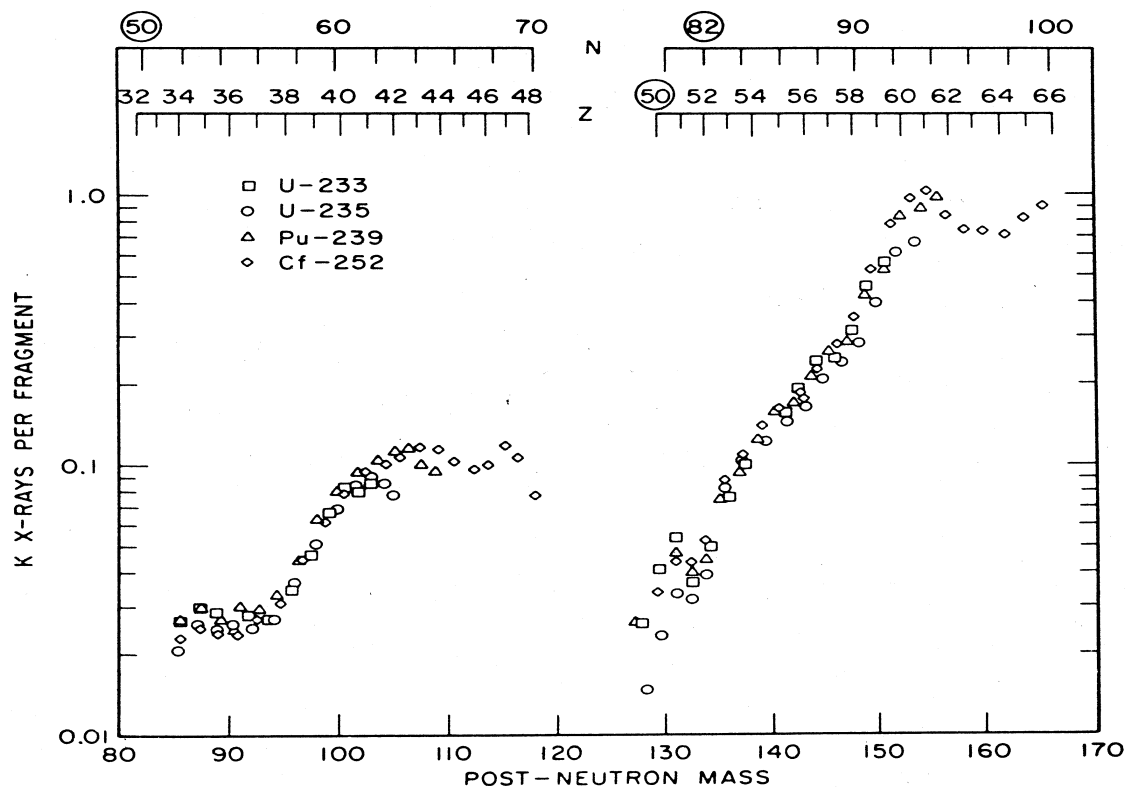 50 60 70 N 82 90 100
32 34 36 38 40 42 44 46 48 Z 50 52 54 56 58 60 62 64 66
U-233
U-235
Pu-239
Cf-252
1.0
0.1
0.01
K X-RAYS PER FRAGMENT
80 90 100 110 120 130 140 150 160 170
POST-NEUTRON MASS